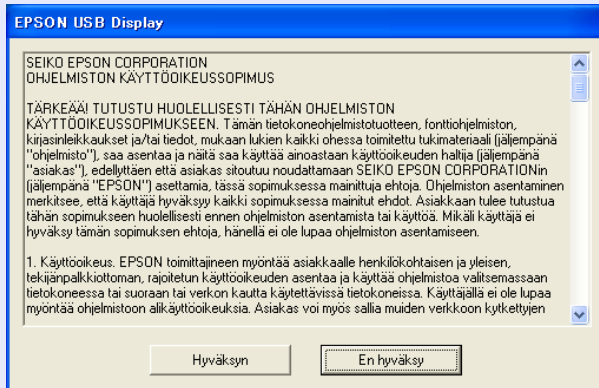 EPSON USB Display
SEIKO EPSON CORPORATION
OHJELMISTON KÄYTTÖOIKEUSSOPIMUS
TÄRKEÄÄ! TUTUSTU HUOLELLISESTI TÄHÄN OHJELMISTON
KÄYTTÖOIKEUSSOPIMUKSEEN. Tämän tietokoneohjelmistotuotteen, fonttiohjelmiston,
kirjasinleikkaukset ja/tai tiedot, mukaan lukien kaikki ohessa toimitettu tukimateriaali (jäljempänä
"ohjelmisto"), saa asentaa ja näitä saa käyttää ainoastaan käyttöoikeuden haltija (jäljempänä
"asiakas"), edellyttäen että asiakas sitoutuu noudattamaan SEIKO EPSON CORPORATIONin
(jäljempänä "EPSON") asettamia, tässä sopimuksessa mainittuja ehtoja. Ohjelmiston asentaminen
merkitsee, että käyttäjä hyväksyy kaikki sopimuksessa mainitut ehdot. Asiakkaan tulee tutustua
tähän sopimukseen huolellisesti ennen ohjelmiston asentamista tai käyttöä. Mikäli käyttäjä ei
hyväksy tämän sopimuksen ehtoja, hänellä ei ole lupaa ohjelmiston asentamiseen.
1. Käyttöoikeus. EPSON toimittajineen myöntää asiakkaalle henkilökohtaisen ja yleisen,
tekijänpalkkiottoman, rajoitetun käyttöoikeuden asentaa ja käyttää ohjelmistoa valitsemassaan
tietokoneessa tai suoraan tai verkon kautta käytettävissä tietokoneissa. Käyttäjällä ei ole lupaa
myöntää ohjelmistoon alikäyttöoikeuksia. Asiakas voi myös sallia muiden verkkoon kytkettyjen
Hyväksyn
En hyväksy